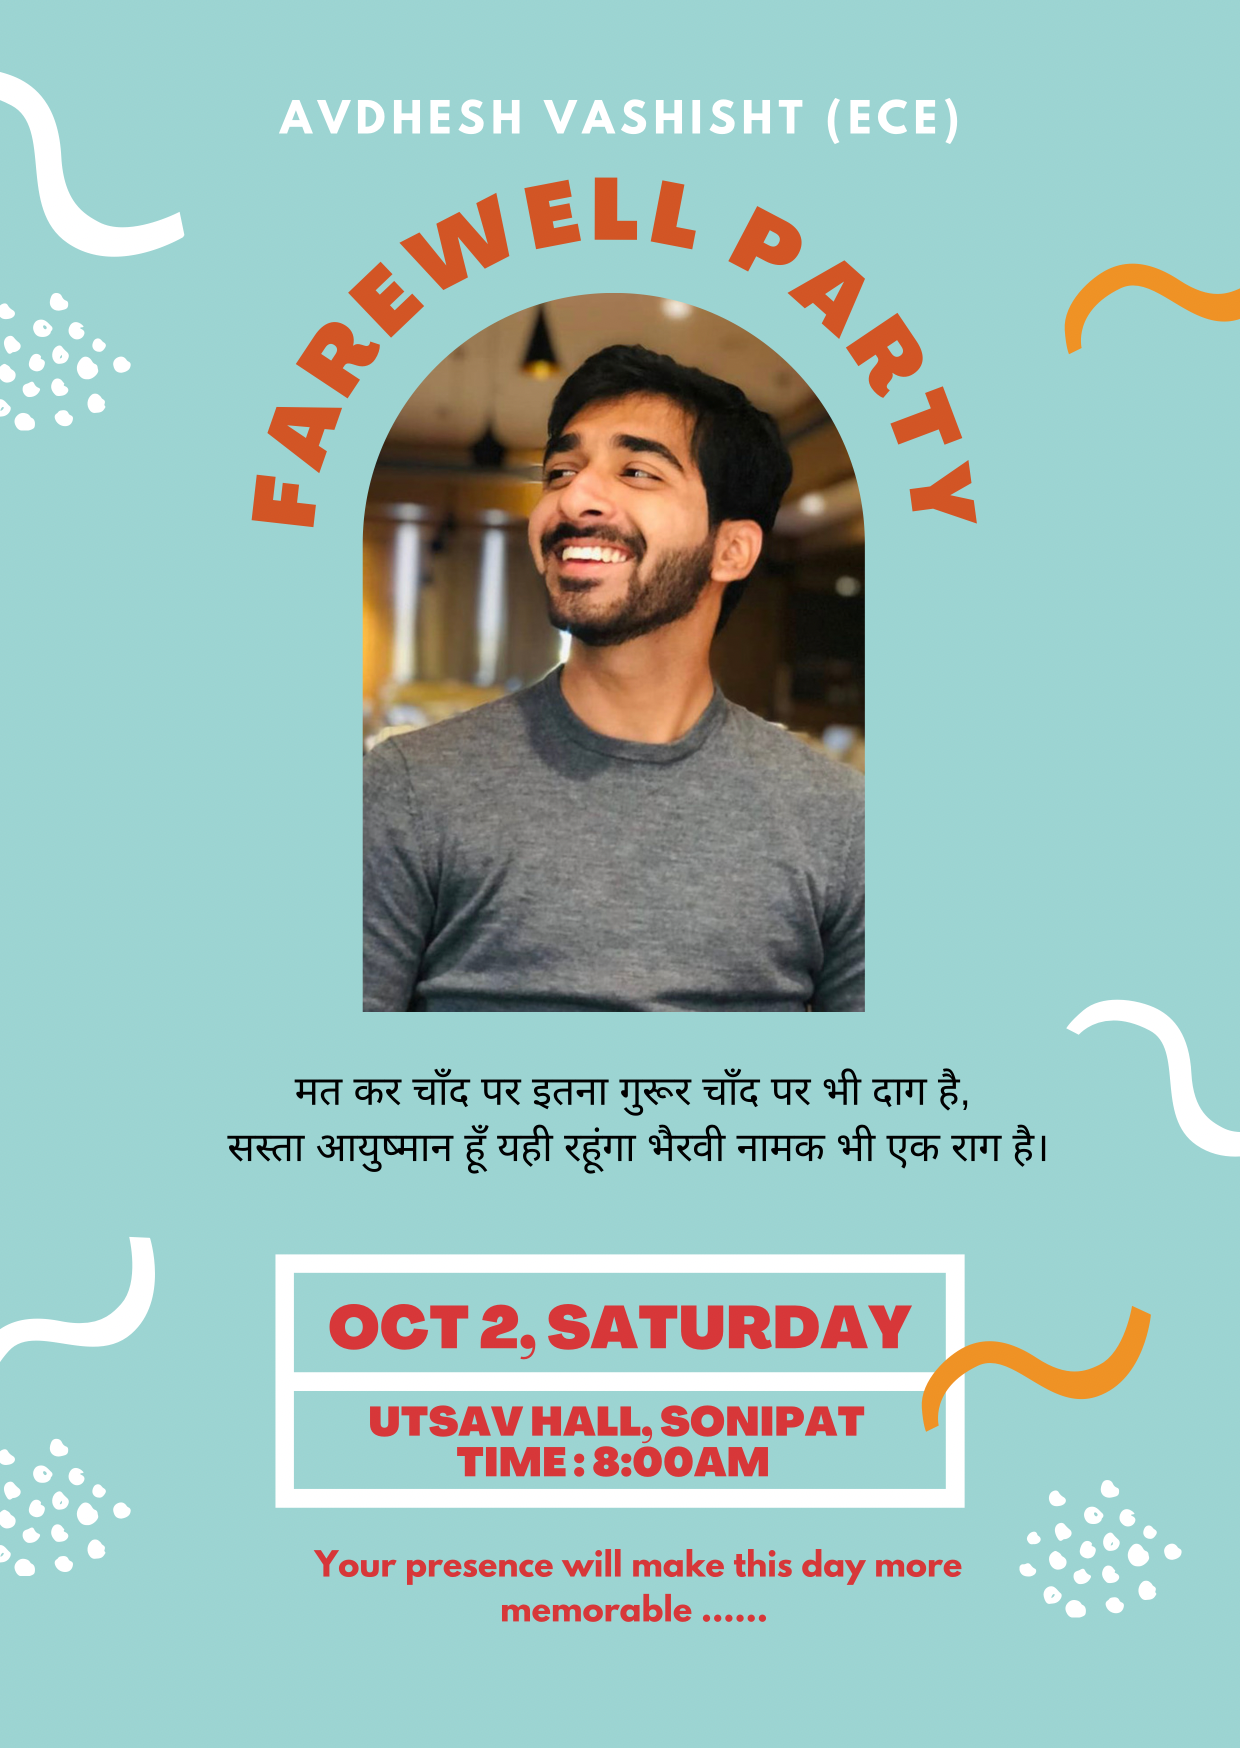 AVDHESH VASHISHT (ECE)
FAREWELL PARTY
मत कर चाँद पर इतना गुरूर चाँद पर भी दाग है,
सस्ता आयुष्मान हूँ यही रहूंगा भैरवी नामक भी एक राग है।
OCT 2, SATURDAY
UTSAV HALL, SONIPAT
TIME : 8:00AM
Your presence will make this day more
memorable ......